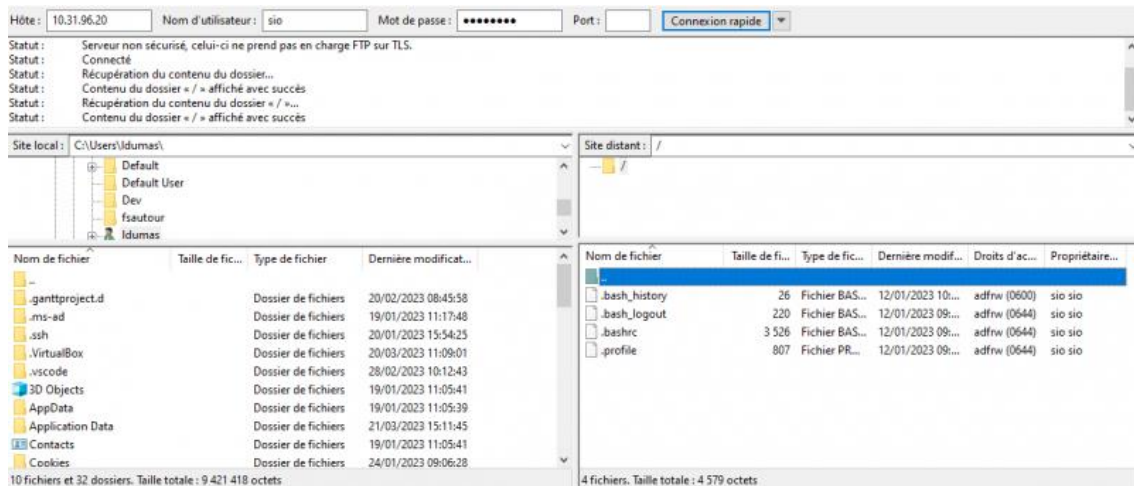 Hôte : 10.31.96.20 Nom d'utilisateur : sio Mot de passe : ●●●●●●●● Port : Connexion rapide
Statut : Serveur non sécurisé, celui-ci ne prend pas en charge FTP sur TLS.
Statut : Connecté
Statut : Récupération du contenu du dossier...
Statut : Contenu du dossier « / » affiché avec succès
Statut : Récupération du contenu du dossier « / »...
Statut : Contenu du dossier « / » affiché avec succès
Site local : C:\Users\ldumas\
Default
Default User
Dev
fsautour
ldumas
Site distant : /
/
Nom de fichier Taille de fic... Type de fichier Dernière modificat...
..
.ganttproject.d Dossier de fichiers 20/02/2023 08:45:58
.ms-ad Dossier de fichiers 19/01/2023 11:17:48
.ssh Dossier de fichiers 20/01/2023 15:54:25
.VirtualBox Dossier de fichiers 20/03/2023 11:09:01
.vscode Dossier de fichiers 28/02/2023 10:12:43
3D Objects Dossier de fichiers 19/01/2023 11:05:41
AppData Dossier de fichiers 19/01/2023 11:05:39
Application Data Dossier de fichiers 21/03/2023 15:11:45
Contacts Dossier de fichiers 19/01/2023 11:05:41
Cookies Dossier de fichiers 24/01/2023 09:06:28
10 fichiers et 32 dossiers. Taille totale : 9 421 418 octets
Nom de fichier Taille de fi... Type de fic... Dernière modif... Droits d'ac... Propriétaire...
..
.bash_history 26 Fichier BAS... 12/01/2023 10:... adfrw (0600) sio sio
.bash_logout 220 Fichier BAS... 12/01/2023 09:... adfrw (0644) sio sio
.bashrc 3 526 Fichier BAS... 12/01/2023 09:... adfrw (0644) sio sio
.profile 807 Fichier PR... 12/01/2023 09:... adfrw (0644) sio sio
4 fichiers. Taille totale : 4 579 octets